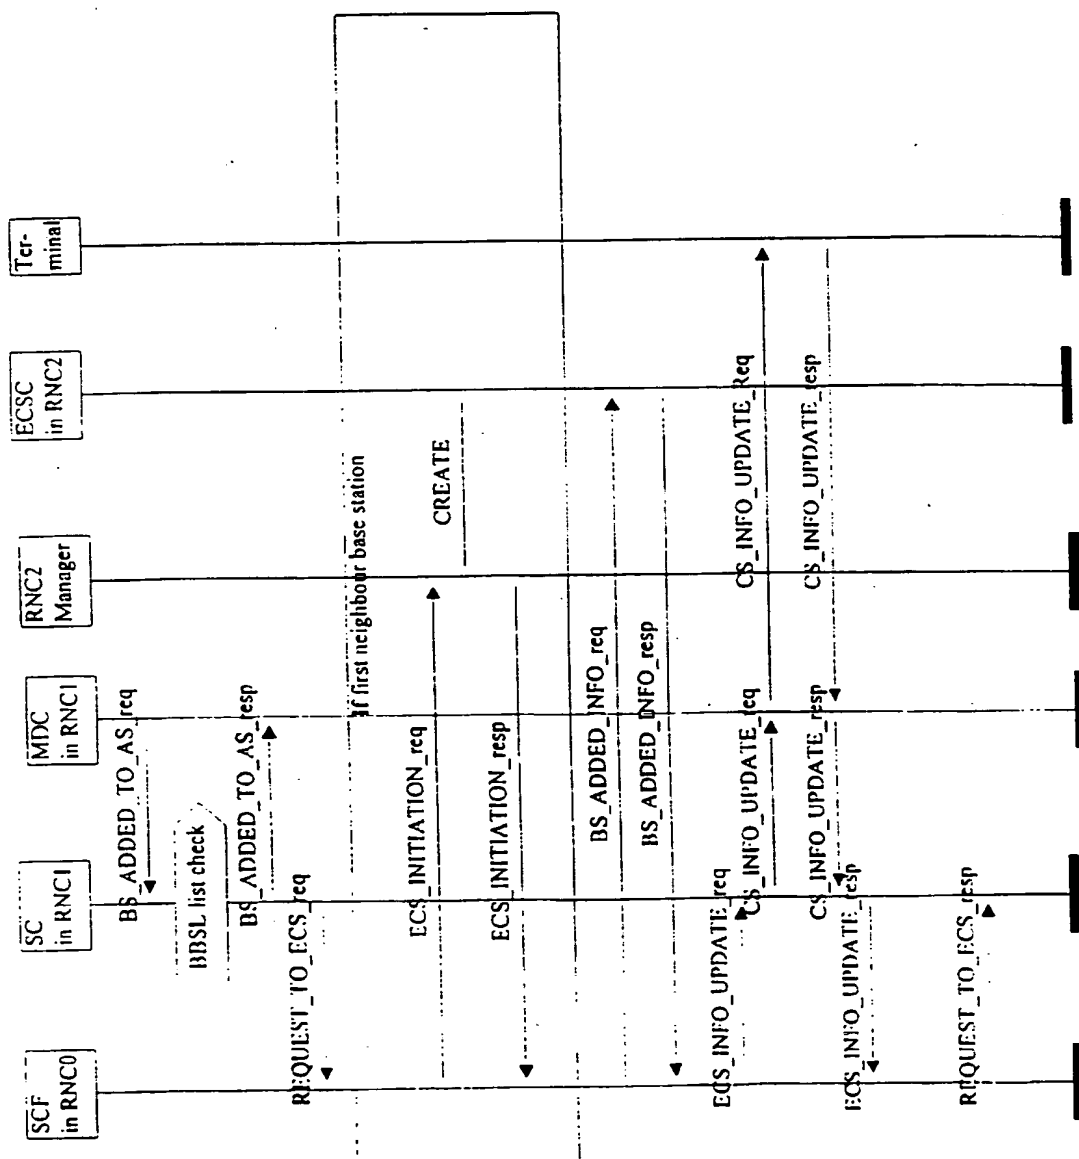 SCF
in RNC0
SC
in RNC1
MDC
in RNC1
RNC2
Manager
ECSC
in RNC2
Ter-
minal
BS_ADDED_TO_AS_req
BBSL list check
BS_ADDED_TO_AS_resp
REQUEST_TO_ECS_req
If first neighbour base station
ECS_INITIATION_req
CREATE
ECS_INITIATION_resp
BS_ADDED_INFO_req
BS_ADDED_INFO_resp
ECS_INFO_UPDATE_req
CS_INFO_UPDATE_req
CS_INFO_UPDATE_Req
CS_INFO_UPDATE_resp
CS_INFO_UPDATE_resp
ECS_INFO_UPDATE_resp
REQUEST_TO_ECS_resp